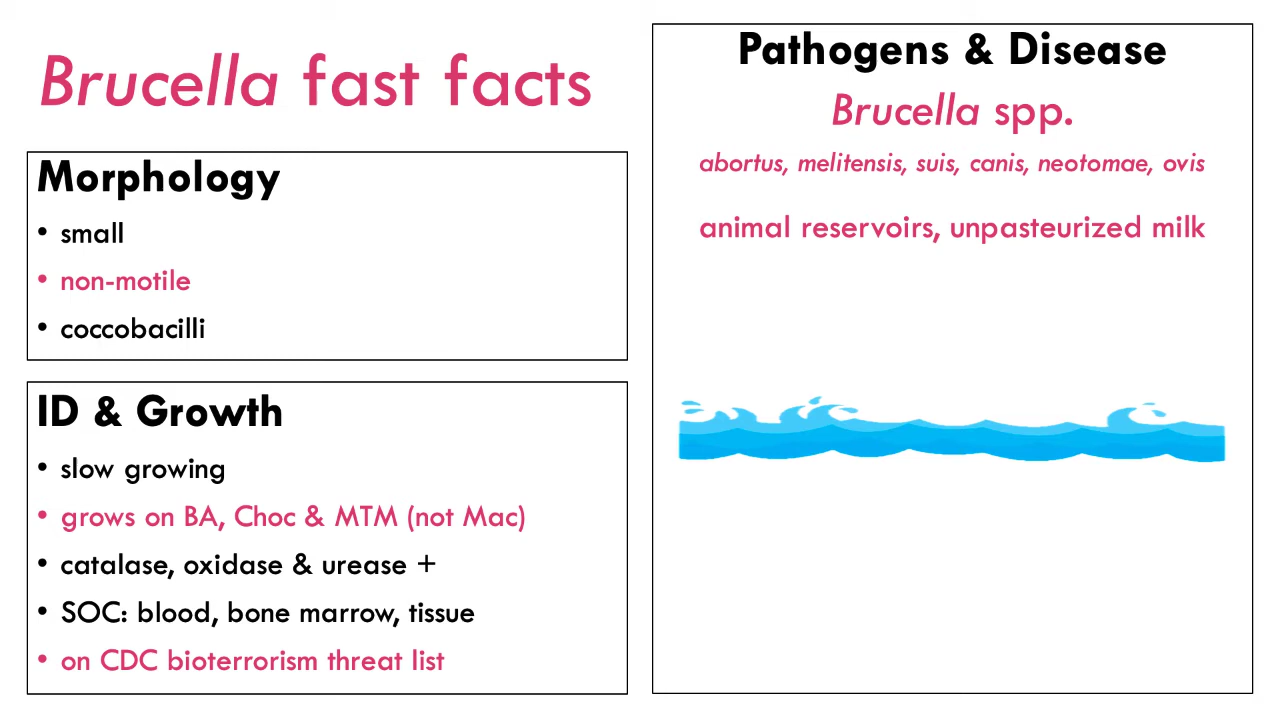 Brucella fast facts
Morphology
• small
• non-motile
• coccobacilli
ID & Growth
• slow growing
• grows on BA, Choc & MTM (not Mac)
• catalase, oxidase & urease +
• SOC: blood, bone marrow, tissue
• on CDC bioterrorism threat list
Pathogens & Disease
Brucella spp.
abortus, melitensis, suis, canis, neotomae, ovis
animal reservoirs, unpasteurized milk